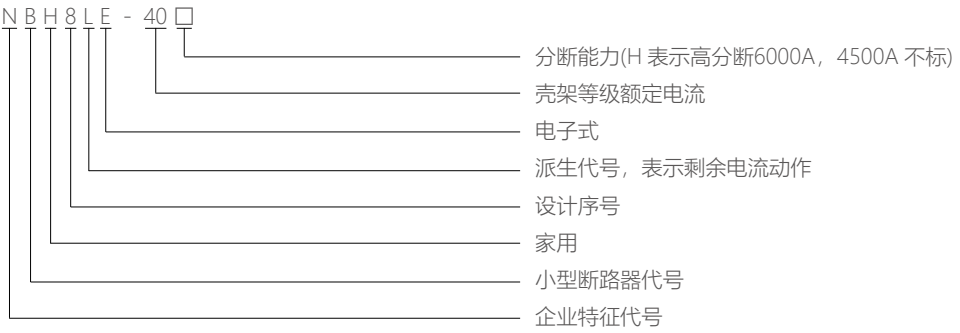 NBH8LE-40□
分断能力(H 表示高分断6000A，4500A 不标)
壳架等级额定电流
电子式
派生代号，表示剩余电流动作
设计序号
家用
小型断路器代号
企业特征代号